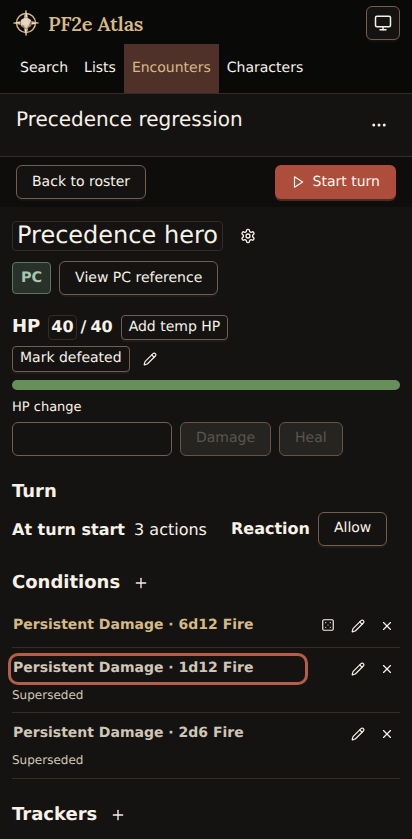 PF2e Atlas
Search Lists Encounters Characters
Precedence regression
...
Back to roster Start turn
Precedence hero
PC View PC reference
HP 40 / 40 Add temp HP
Mark defeated
HP change
Damage Heal
Turn
At turn start 3 actions Reaction Allow
Conditions +
Persistent Damage · 6d12 Fire
Persistent Damage · 1d12 Fire
Superseded
Persistent Damage · 2d6 Fire
Superseded
Trackers +